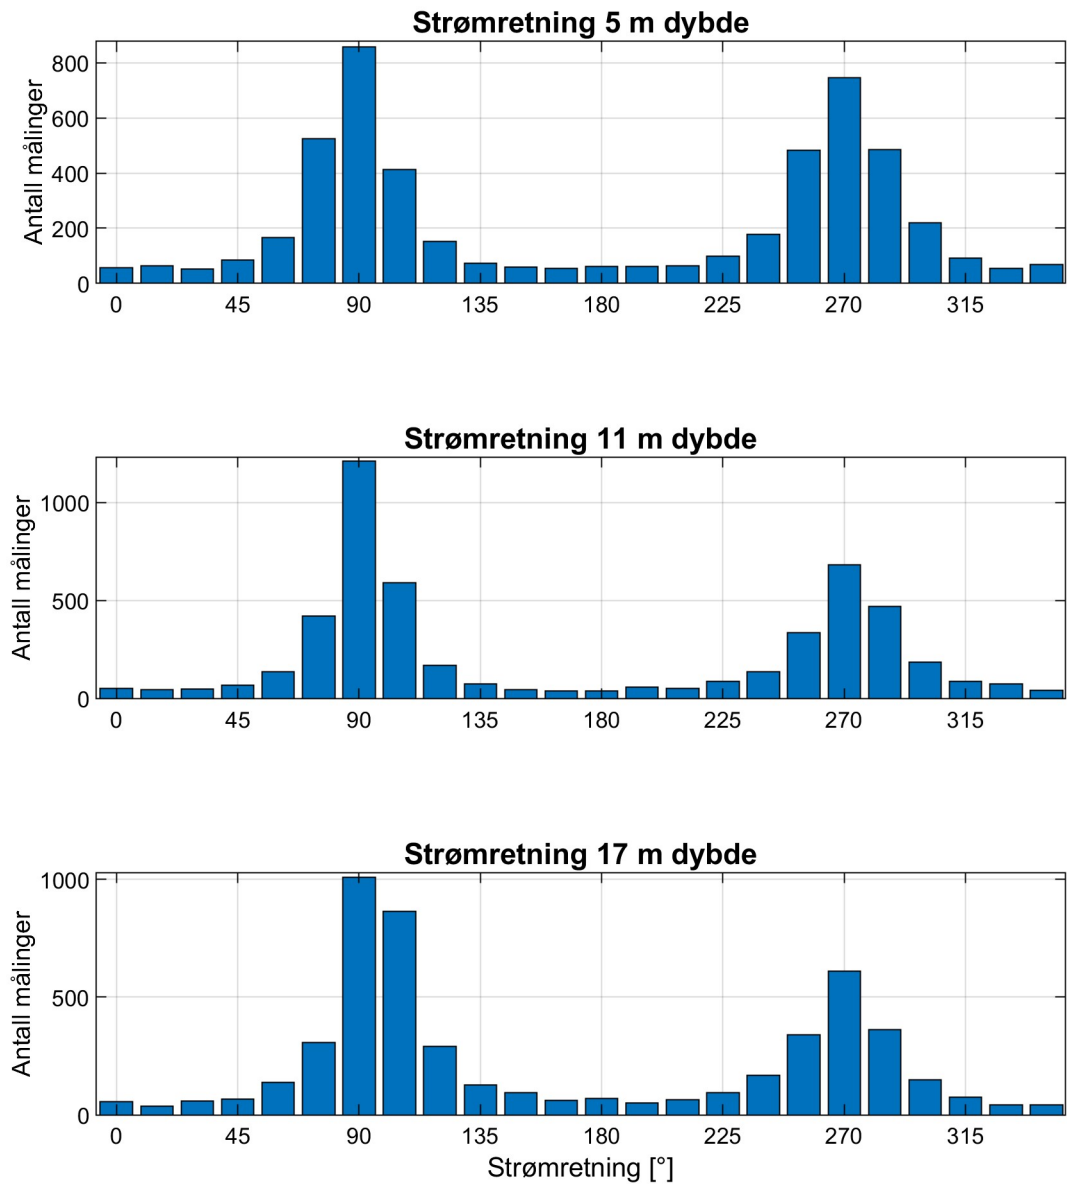 Strømretning 5 m dybde
Antall målinger
800
600
400
200
0
0 45 90 135 180 225 270 315
Strømretning 11 m dybde
Antall målinger
1000
500
0
0 45 90 135 180 225 270 315
Strømretning 17 m dybde
Antall målinger
1000
500
0
0 45 90 135 180 225 270 315
Strømretning [°]